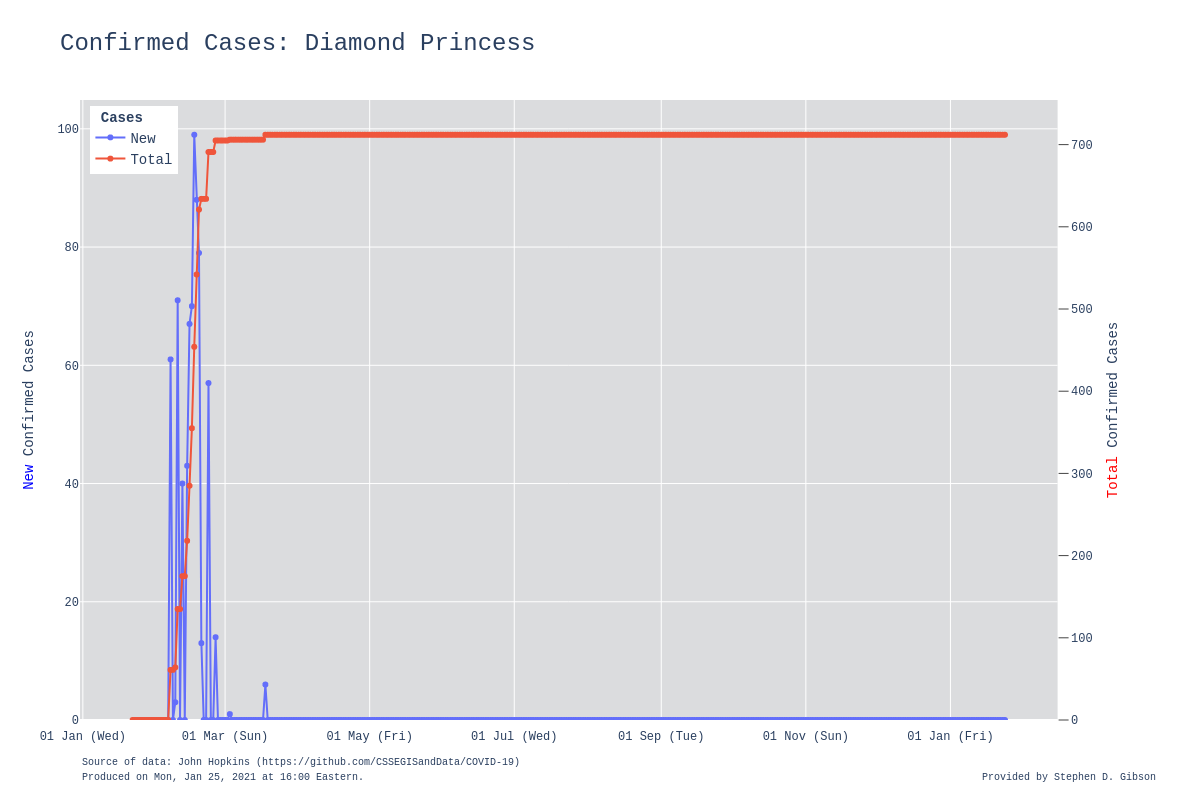 Confirmed Cases: Diamond Princess
Cases
New
Total
100
80
60
40
20
0
New Confirmed Cases
700
600
500
400
300
200
100
0
Total Confirmed Cases
01 Jan (Wed) 01 Mar (Sun) 01 May (Fri) 01 Jul (Wed) 01 Sep (Tue) 01 Nov (Sun) 01 Jan (Fri)
Source of data: John Hopkins (https://github.com/CSSEGISandData/COVID-19)
Produced on Mon, Jan 25, 2021 at 16:00 Eastern.
Provided by Stephen D. Gibson